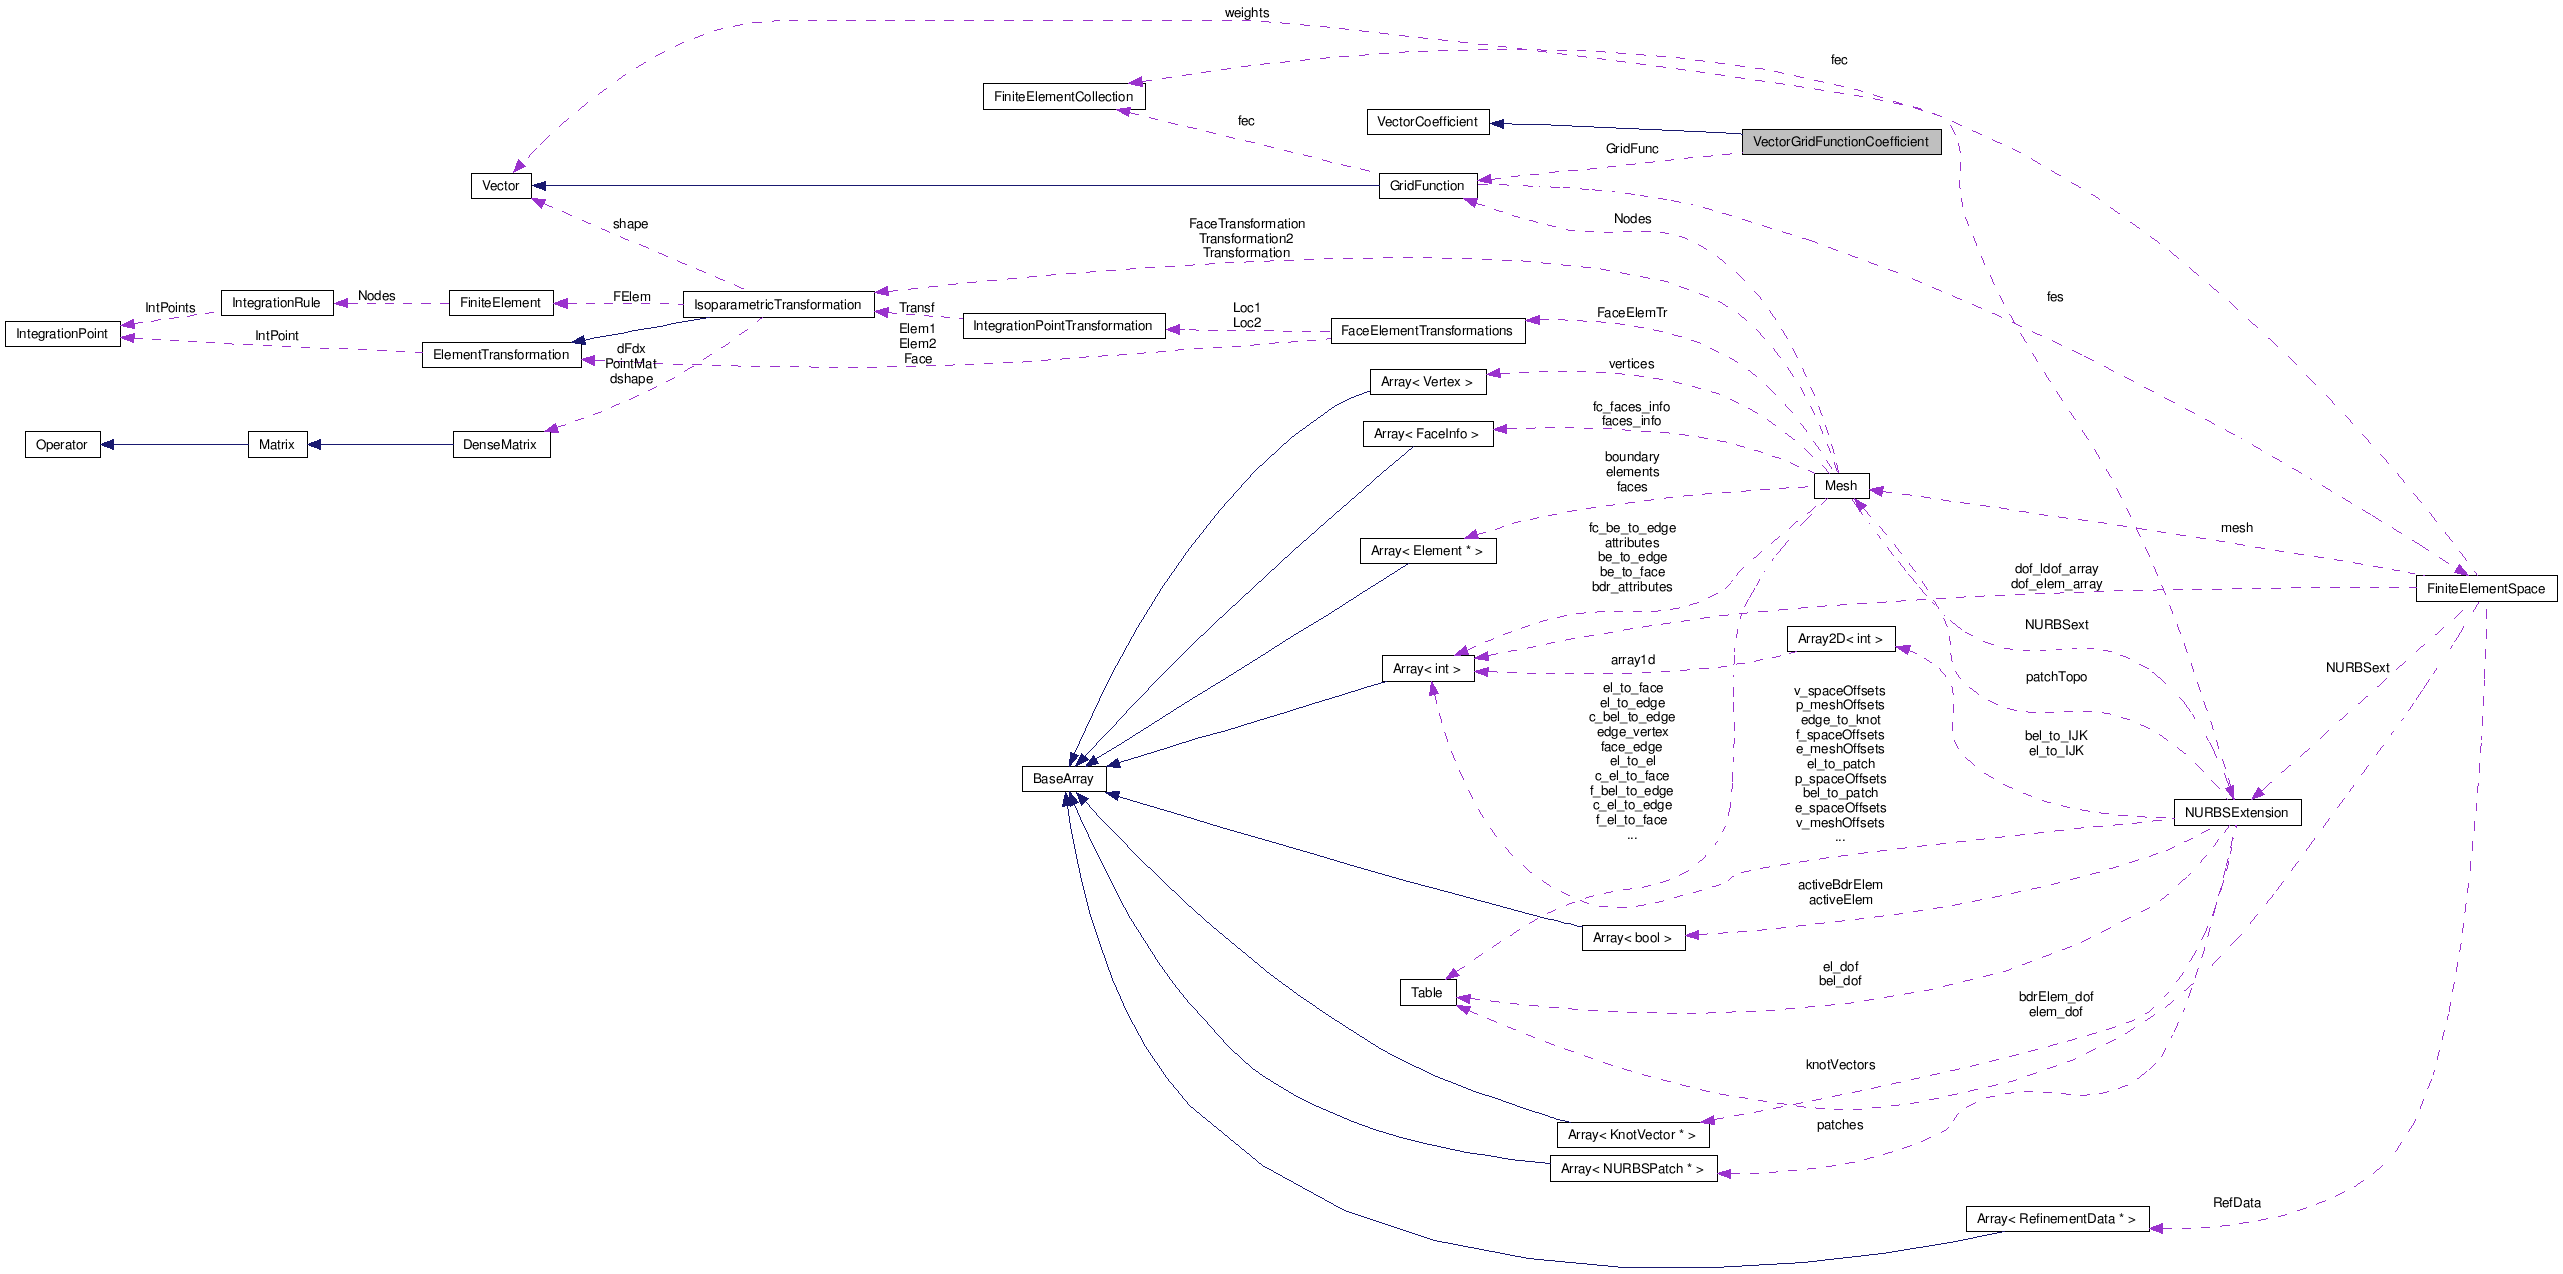 weights
fec
FiniteElementCollection
fec
VectorCoefficient
VectorGridFunctionCoefficient
GridFunc
Vector
GridFunction
shape
Nodes
FaceTransformation
Transformation2
Transformation
fes
IntPoints
IntegrationRule
Nodes
FiniteElement
FElem
IsoparametricTransformation
Transf
IntegrationPointTransformation
Loc1
Loc2
FaceElementTransformations
FaceElemTr
IntegrationPoint
IntPoint
ElementTransformation
dFdx
PointMat
dshape
Elem1
Elem2
Face
Array< Vertex >
vertices
Operator
Matrix
DenseMatrix
Array< FaceInfo >
fc_faces_info
faces_info
boundary
elements
faces
Mesh
mesh
Array< Element * >
fc_be_to_edge
attributes
be_to_edge
be_to_face
bdr_attributes
dof_ldof_array
dof_elem_array
FiniteElementSpace
NURBSext
Array2D< int >
Array< int >
array1d
patchTopo
NURBSext
el_to_face
el_to_edge
c_bel_to_edge
edge_vertex
face_edge
el_to_el
c_el_to_face
f_bel_to_edge
c_el_to_edge
f_el_to_face
...
v_spaceOffsets
p_meshOffsets
edge_to_knot
f_spaceOffsets
e_meshOffsets
el_to_patch
p_spaceOffsets
bel_to_patch
e_spaceOffsets
v_meshOffsets
...
bel_to_IJK
el_to_IJK
BaseArray
NURBSExtension
activeBdrElem
activeElem
Array< bool >
Table
el_dof
bel_dof
bdrElem_dof
elem_dof
knotVectors
Array< KnotVector * >
patches
Array< NURBSPatch * >
RefData
Array< RefinementData * >